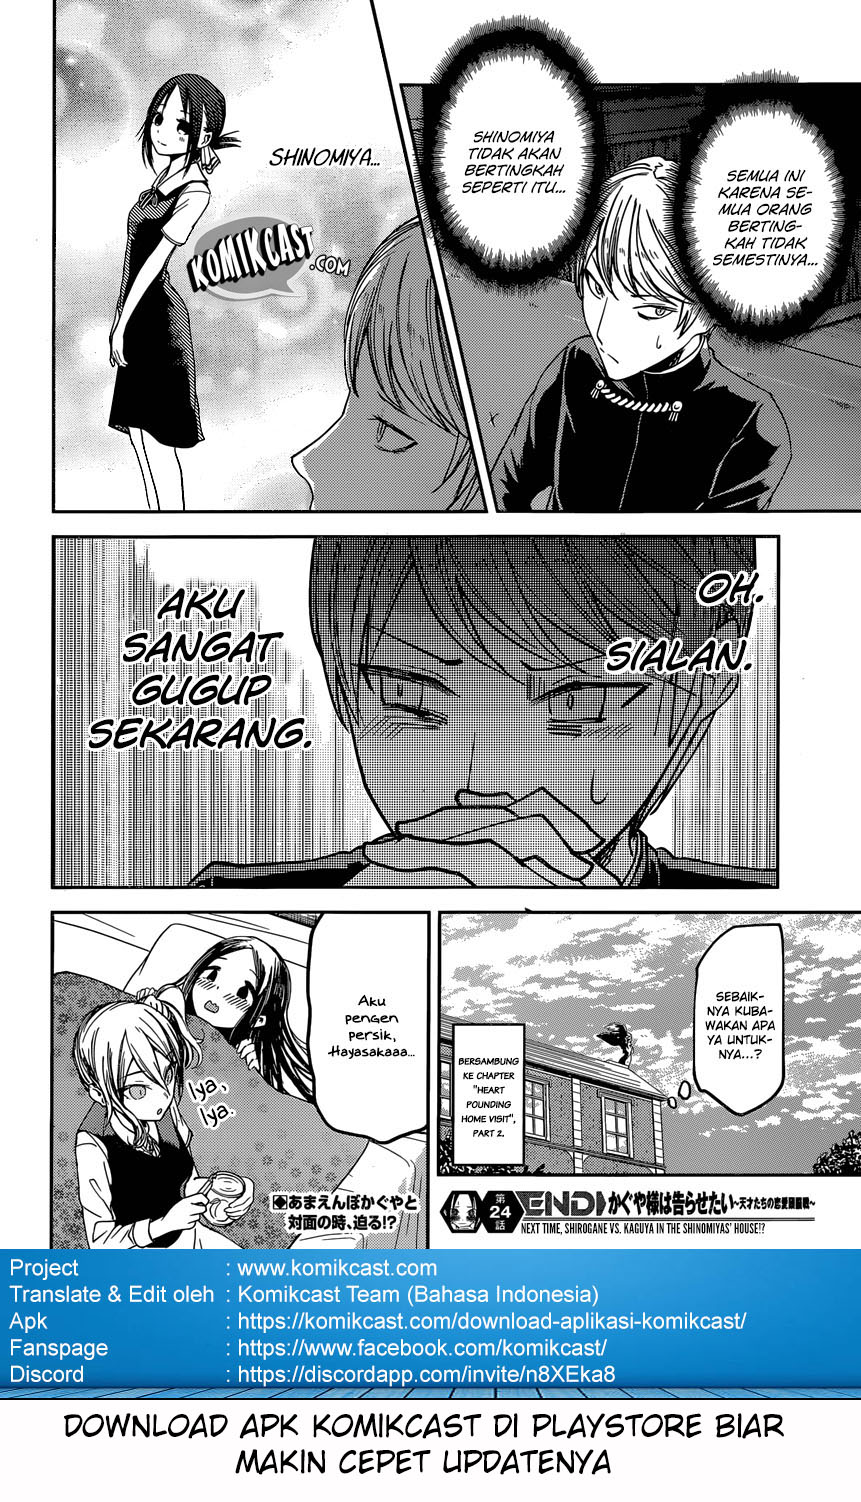 SEMUA INI
KARENA SE-
MUA ORANG
BERTING-
KAH TIDAK
SEMESTINYA...
SHINOMIYA
TIDAK AKAN
BERTINGKAH
SEPERTI ITU...
SHINOMIYA...
KOMIKCAST
.COM
OH.
SIALAN.
AKU
SANGAT
GUGUP
SEKARANG.
SEBAIK-
NYA KUBA-
WAKAN APA
YA UNTUK-
NYA...?
BERSAMBUNG
KE CHAPTER
"HEART
POUNDING
HOME VISIT",
PART 2.
Aku
pengen
persik,
Hayasakaaa...
Iya,
Iya.
あまえんぼかぐやと
対面の時、迫る!?
第
24
話
END
かぐや様は告らせたい~天才たちの恋愛頭脳戦~
NEXT TIME, SHIROGANE VS. KAGUYA IN THE SHINOMIYAS' HOUSE!?
Project : www.komikcast.com
Translate & Edit oleh : Komikcast Team (Bahasa Indonesia)
Apk : https://komikcast.com/download-aplikasi-komikcast/
Fanspage : https://www.facebook.com/komikcast/
Discord : https://discordapp.com/invite/n8XEka8
DOWNLOAD APK KOMIKCAST DI PLAYSTORE BIAR
MAKIN CEPET UPDATENYA